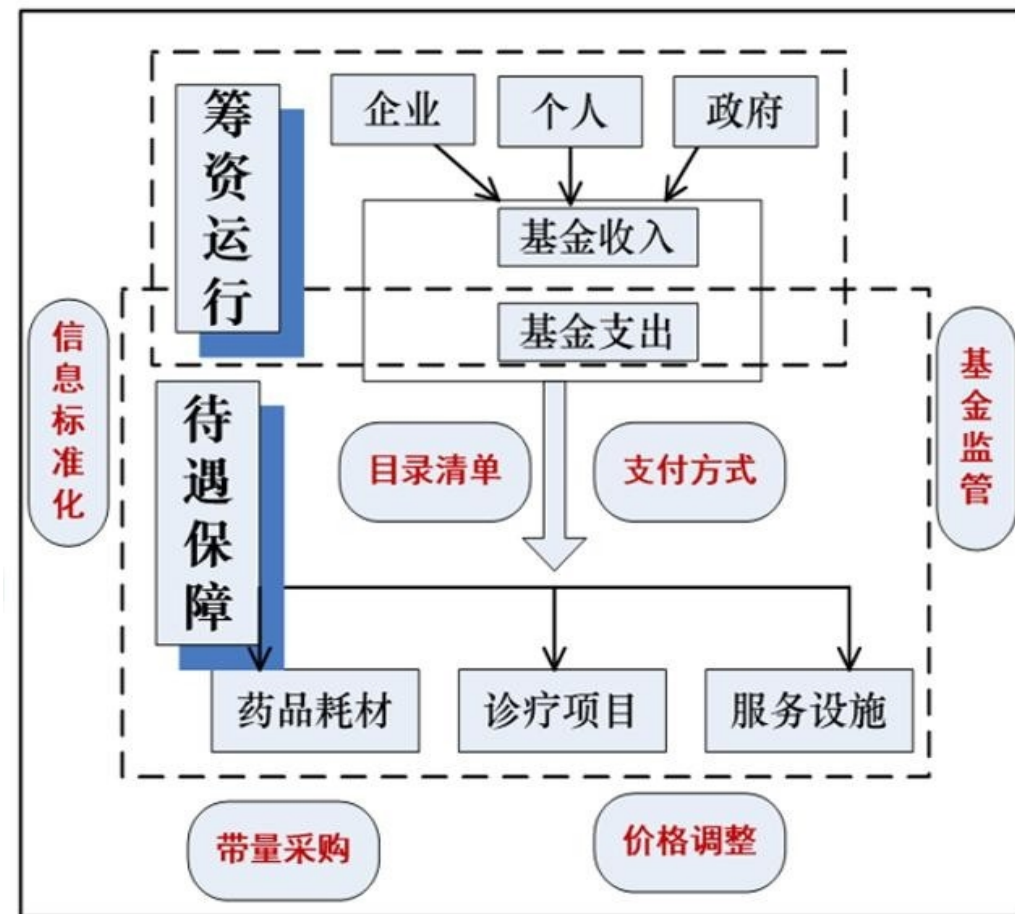 筹资运行
企业
个人
政府
基金收入
基金支出
信息标准化
基金监管
待遇保障
目录清单
支付方式
药品耗材
诊疗项目
服务设施
带量采购
价格调整